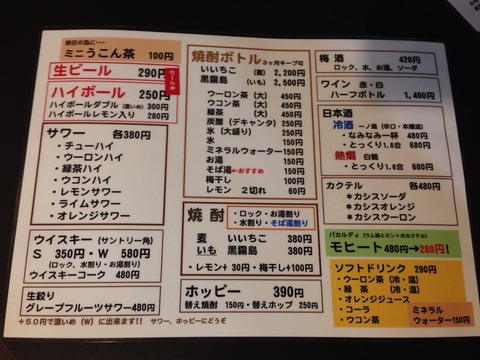 明日の為に…
ミニうこん茶 100円
生ビール 290円
ハイボール 250円
セール中
ハイボールダブル(濃いめ) 300円
ハイボールレモン入り 280円
サワー 各380円
・チューハイ
・ウーロンハイ
・緑茶ハイ
・ウコンハイ
・レモンサワー
・ライムサワー
・オレンジサワー
ウイスキー (サントリー角)
S 350円・W 580円
(ロック、水割り・お湯割り)
ウイスキーコーク 480円
生絞り
グレープフルーツサワー480円
+50円で濃いめ(W)に出来ます!! サワー、ホッピーにどうぞ
焼酎ボトル 3ヶ月キープ可
いいちこ (麦) 2,200円
黒霧島 (いも) 2,500円
ウーロン茶 (大) 450円
ウコン茶 (大) 450円
緑茶 (大) 450円
炭酸 (デキャンタ) 450円
氷 (大盛り) 150円
氷 150円
ミネラルウォーター 150円
お湯 150円
そば湯←おすすめ 150円
梅干し 150円
レモン 2切れ 60円
焼酎
・ロック・お湯割り
・水割り・そば湯割り
麦 いいちこ 380円
いも 黒霧島 380円
・レモン+30円・梅干し+100円
ホッピー 390円
替え焼酎 150円・替えホップ 250円
梅酒 420円
ロック、水、お湯、ソーダ
ワイン 赤・白
ハーフボトル 1,400円
日本酒
冷酒 一ノ蔵 (辛口・本醸造)
・なみなみ一杯 480円
・とっくり1.6合 680円
熱燗 白鶴
・とっくり1.6合 680円
カクテル 各480円
*カシスソーダ
*カシスオレンジ
*カシスウーロン
バカルディ (ラム酒とミントのカクテル)
モヒート 480円→280円!
ソフトドリンク 290円
・ウーロン茶 (冷・温)
・緑茶 (冷・温)
・オレンジジュース
・コーラ
・ウコン茶
ミネラル
ウォーター150円